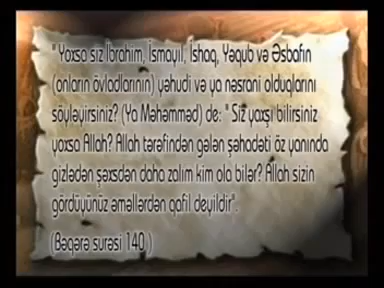 " Yoxsa siz İbrahim, İsmayıl, İshaq, Yəqub və Əsbatın
(onların övladlarının) yəhudi və ya nəsrani olduqlarını
söyləyirsiniz? (Ya Məhəmməd) de: " Siz yaxşı bilirsiniz
yaxsa Allah? Allah tərəfindən gələn şəhadəti öz yanında
gizlədən şəxsdən daha zalım kim ola bilər? Allah sizin
gördüyünüz əməllərdən qafil deyildir".
(Bəqərə surəsi 140 )